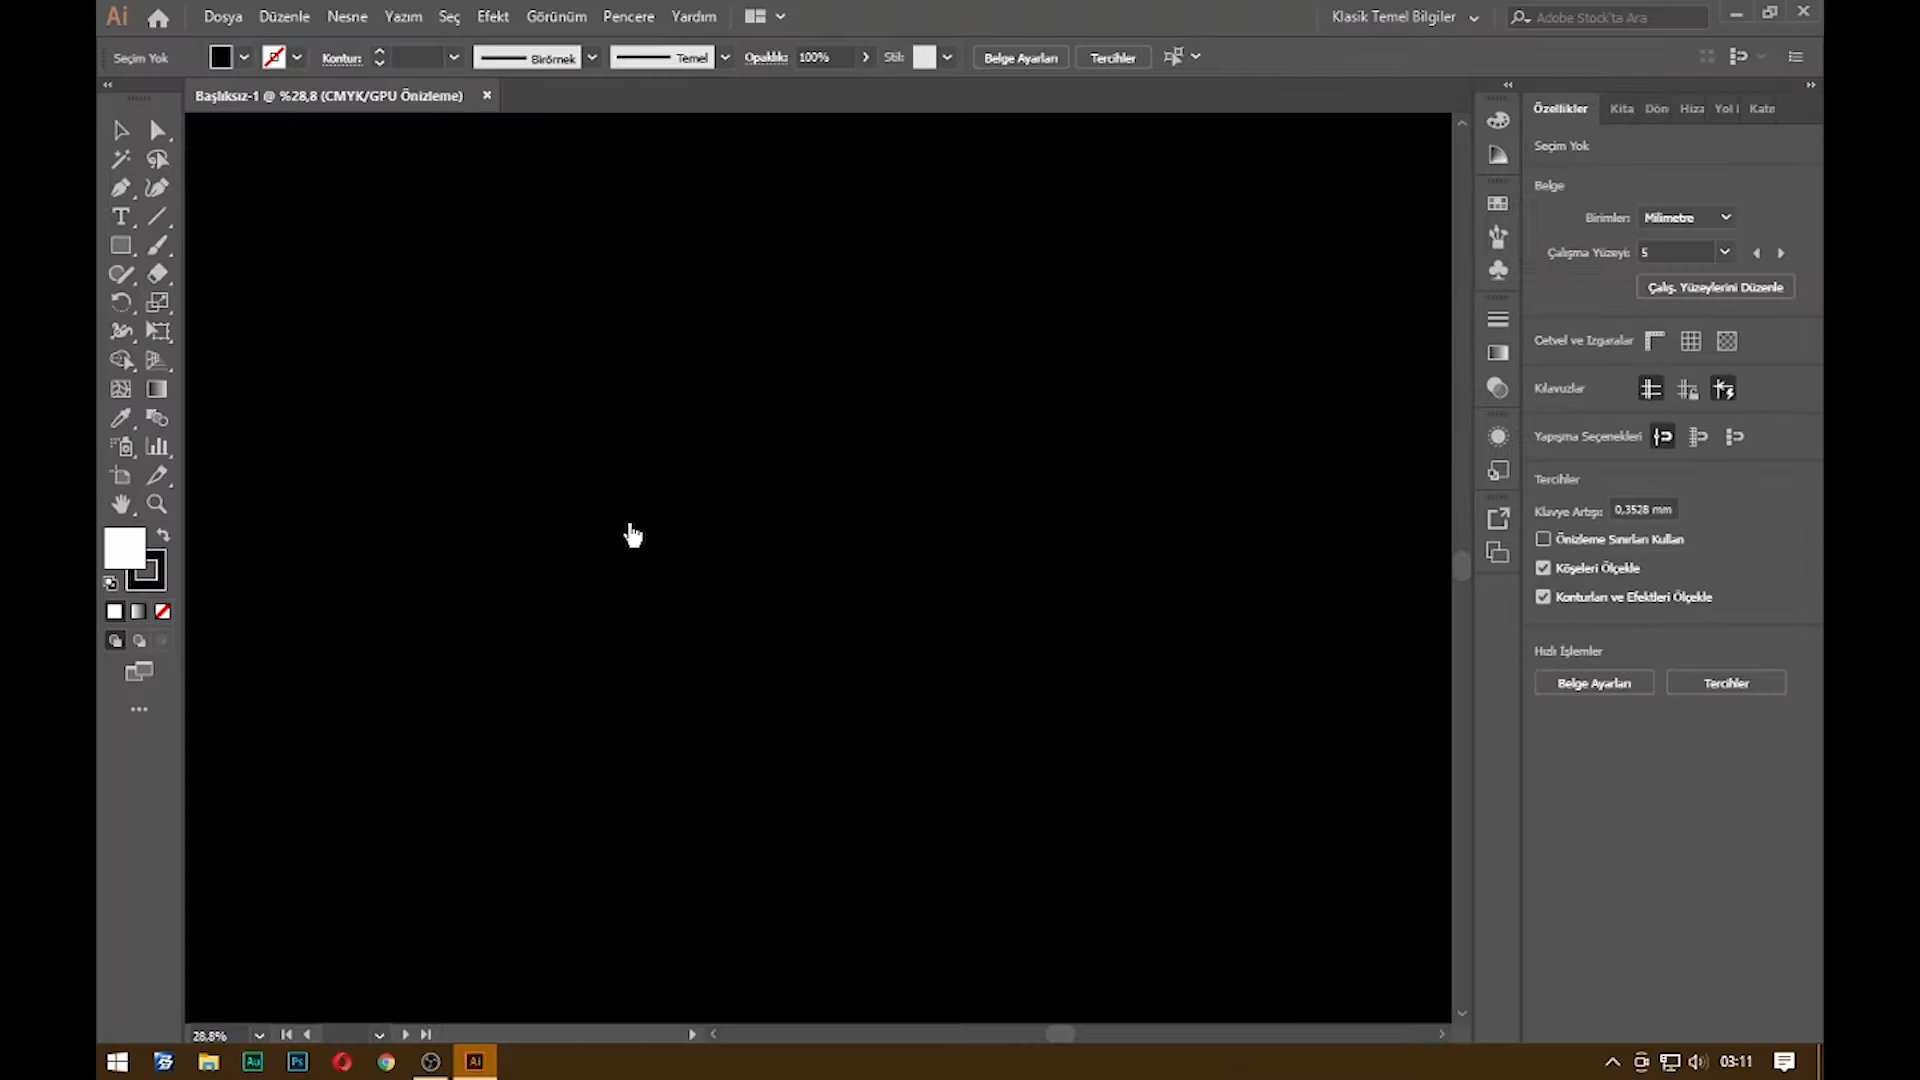 Ai
Dosya Düzenle Nesne Yazım Seç Efekt Görünüm Pencere Yardım
Klasik Temel Bilgiler
Adobe Stock'ta Ara
Seçim Yok
Kontur:
Birörnek
Temel
Opaklık: 100%
Stil:
Belge Ayarları
Tercihler
Başlıksız-1 @ %28,8 (CMYK/GPU Önizleme)
Özellikler Kita Dön Hiza Yol Katn
Seçim Yok
Belge
Birimler: Milimetre
Çalışma Yüzeyi: 5
Çalış. Yüzeylerini Düzenle
Cetvel ve Izgaralar
Kılavuzlar
Yapışma Seçenekleri
Tercihler
Klavye Artışı: 0,3528 mm
Önizleme Sınırları Kullan
Köşeleri Ölçekle
Konturları ve Efektleri Ölçekle
Hızlı İşlemler
Belge Ayarları
Tercihler
28,8%
Au
Ps
Ai
03:11